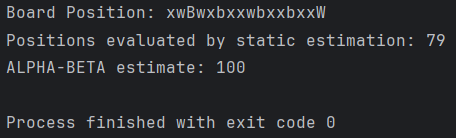 Board Position: xwBwxbxxwbxxbxxW
Positions evaluated by static estimation: 79
ALPHA-BETA estimate: 100
Process finished with exit code 0